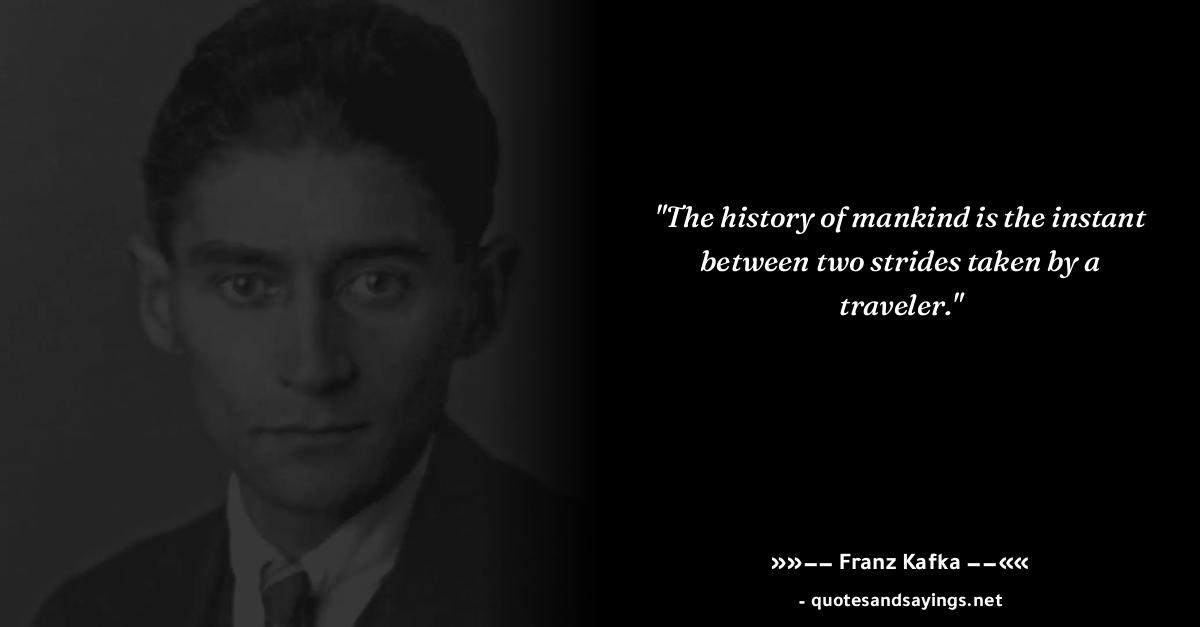 "The history of mankind is the instant
between two strides taken by a
traveler."
»»−− Franz Kafka −−««
- quotesandsayings.net